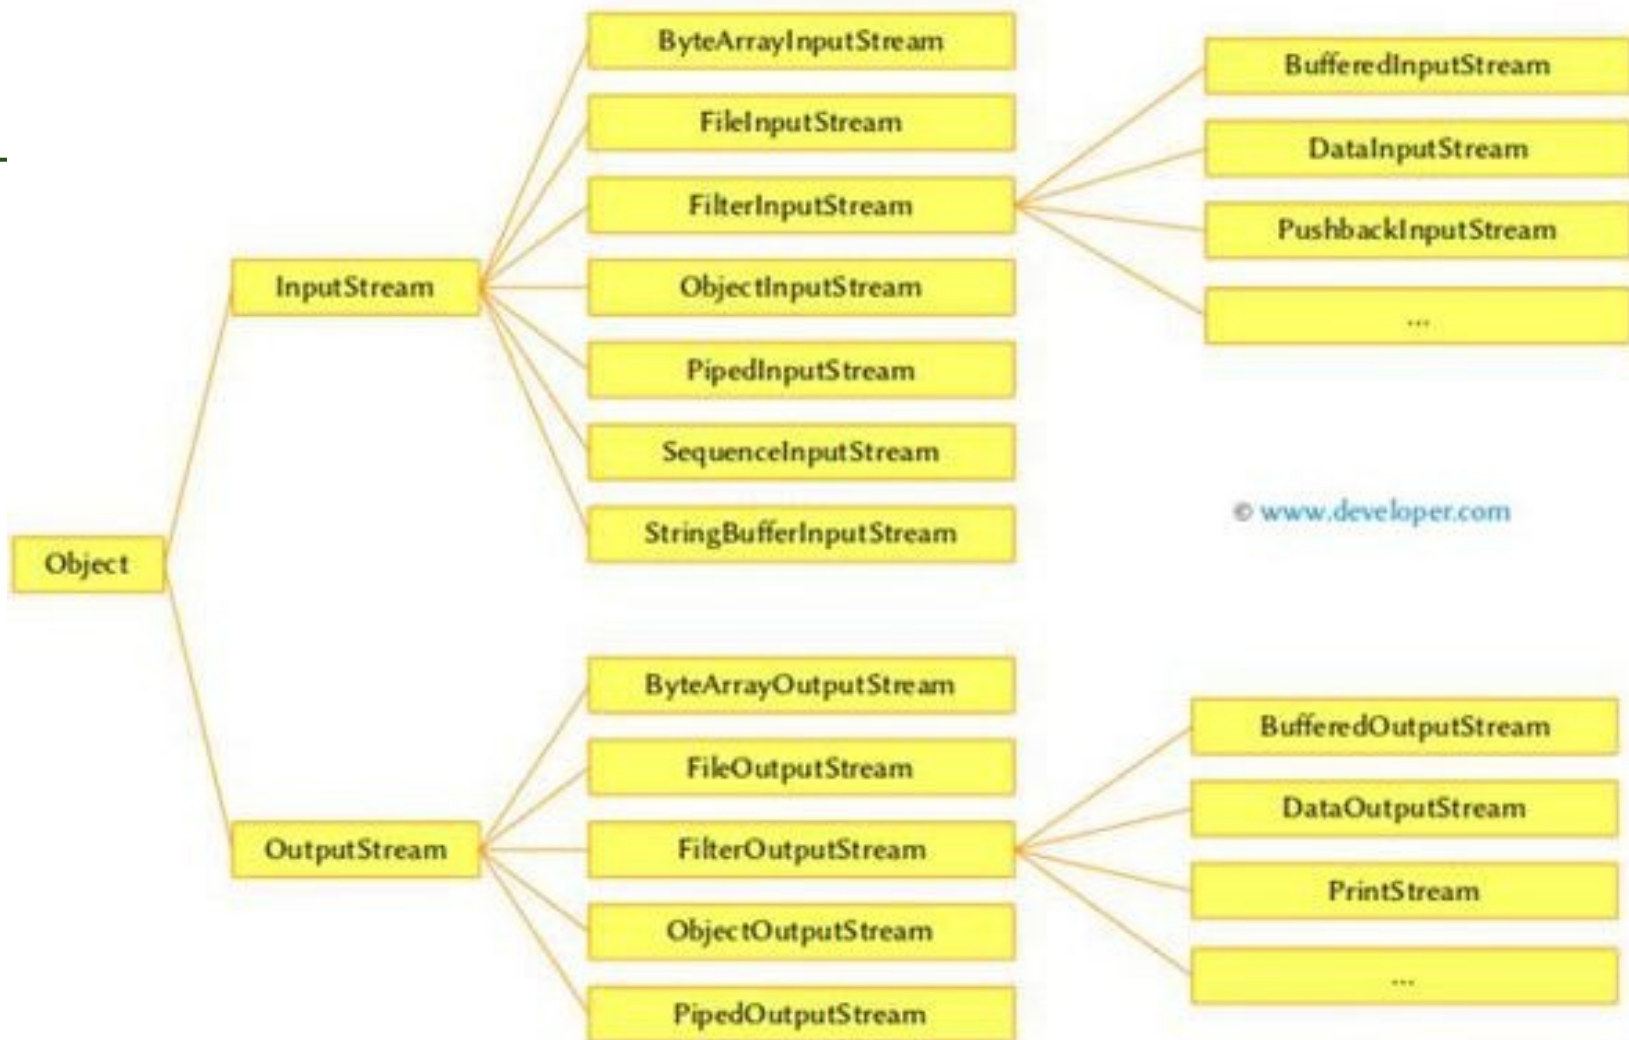 Object
InputStream
ByteArrayInputStream
FileInputStream
FilterInputStream
ObjectInputStream
PipedInputStream
SequenceInputStream
StringBufferInputStream
BufferedInputStream
DataInputStream
PushbackInputStream
...
© www.developer.com
OutputStream
ByteArrayOutputStream
FileOutputStream
FilterOutputStream
ObjectOutputStream
PipedOutputStream
BufferedOutputStream
DataOutputStream
PrintStream
...